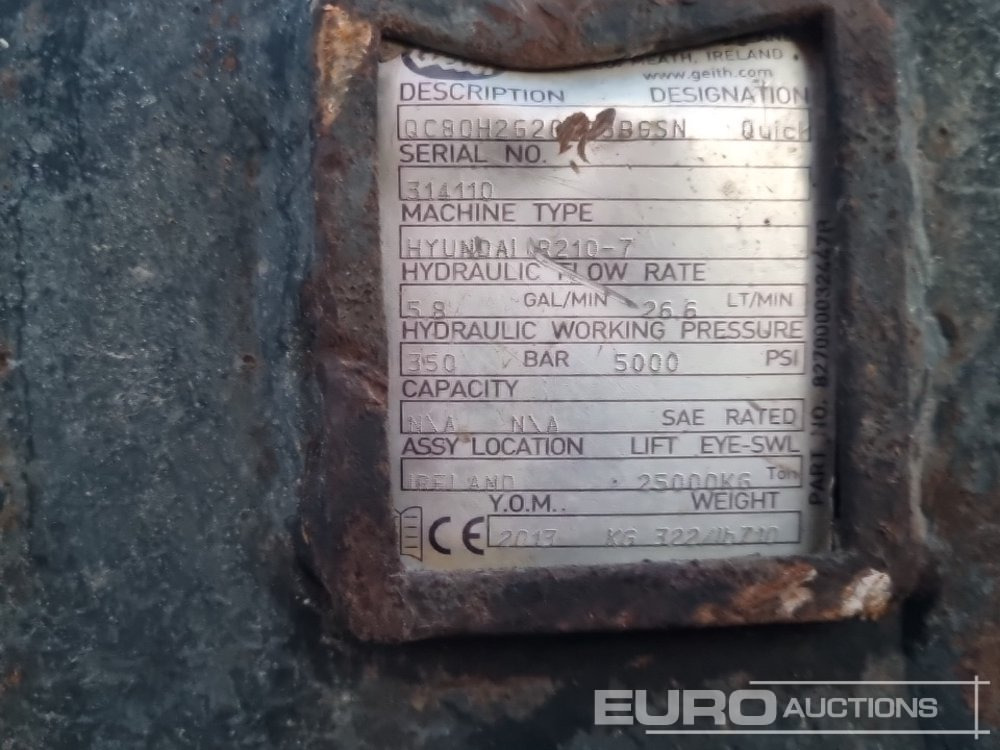 HEATH, IRELAND
www.geith.com
DESCRIPTION DESIGNATION
Quick
SERIAL NO.
314110
MACHINE TYPE
HYUNDAI R210-7
HYDRAULIC FLOW RATE
5.8 GAL/MIN 26.6 LT/MIN
HYDRAULIC WORKING PRESSURE
350 BAR 5000 PSI
CAPACITY
N\A N\A SAE RATED
ASSY LOCATION LIFT EYE-SWL
IRELAND 25000KG Ton
Y.O.M.. WEIGHT
CE 2013 KG 322/lb710
PART NO. 8270000032447R
EURO AUCTIONS